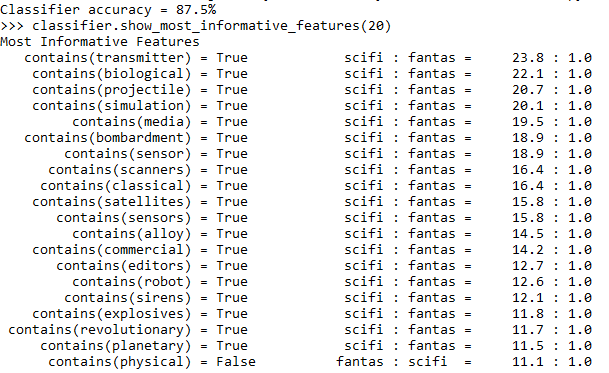 Classifier accuracy = 87.5%
>>> classifier.show_most_informative_features(20)
Most Informative Features
contains(transmitter) = True scifi : fantas = 23.8 : 1.0
contains(biological) = True scifi : fantas = 22.1 : 1.0
contains(projectile) = True scifi : fantas = 20.7 : 1.0
contains(simulation) = True scifi : fantas = 20.1 : 1.0
contains(media) = True scifi : fantas = 19.5 : 1.0
contains(bombardment) = True scifi : fantas = 18.9 : 1.0
contains(sensor) = True scifi : fantas = 18.9 : 1.0
contains(scanners) = True scifi : fantas = 16.4 : 1.0
contains(classical) = True scifi : fantas = 16.4 : 1.0
contains(satellites) = True scifi : fantas = 15.8 : 1.0
contains(sensors) = True scifi : fantas = 15.8 : 1.0
contains(alloy) = True scifi : fantas = 14.5 : 1.0
contains(commercial) = True scifi : fantas = 14.2 : 1.0
contains(editors) = True scifi : fantas = 12.7 : 1.0
contains(robot) = True scifi : fantas = 12.6 : 1.0
contains(sirens) = True scifi : fantas = 12.1 : 1.0
contains(explosives) = True scifi : fantas = 11.8 : 1.0
contains(revolutionary) = True scifi : fantas = 11.7 : 1.0
contains(planetary) = True scifi : fantas = 11.5 : 1.0
contains(physical) = False fantas : scifi = 11.1 : 1.0